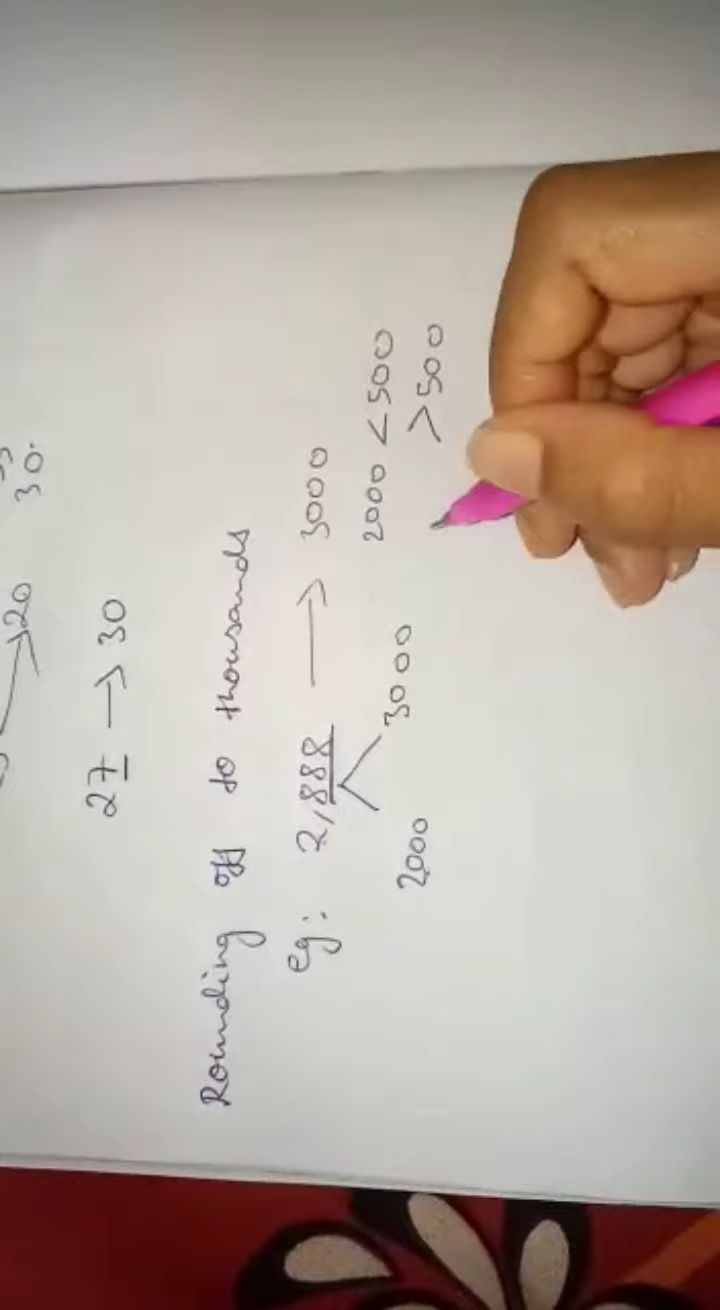 30.
20
27 → 30
Rounding off to thousands
eg: 2,888 → 3000
2000 3000
2000 < 500
> 500